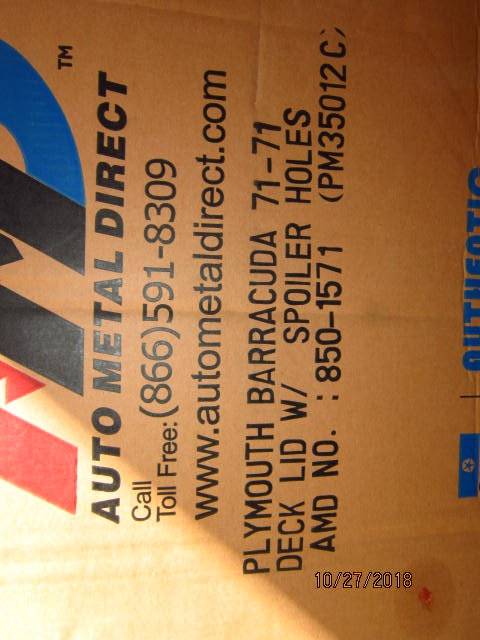 TM
AUTO METAL DIRECT
Call
Toll Free: (866)591-8309
www.autometaldirect.com
PLYMOUTH BARRACUDA 71-71
DECK LID W/ SPOILER HOLES
AMD NO. : 850-1571 (PM35012C)
10/27/2018